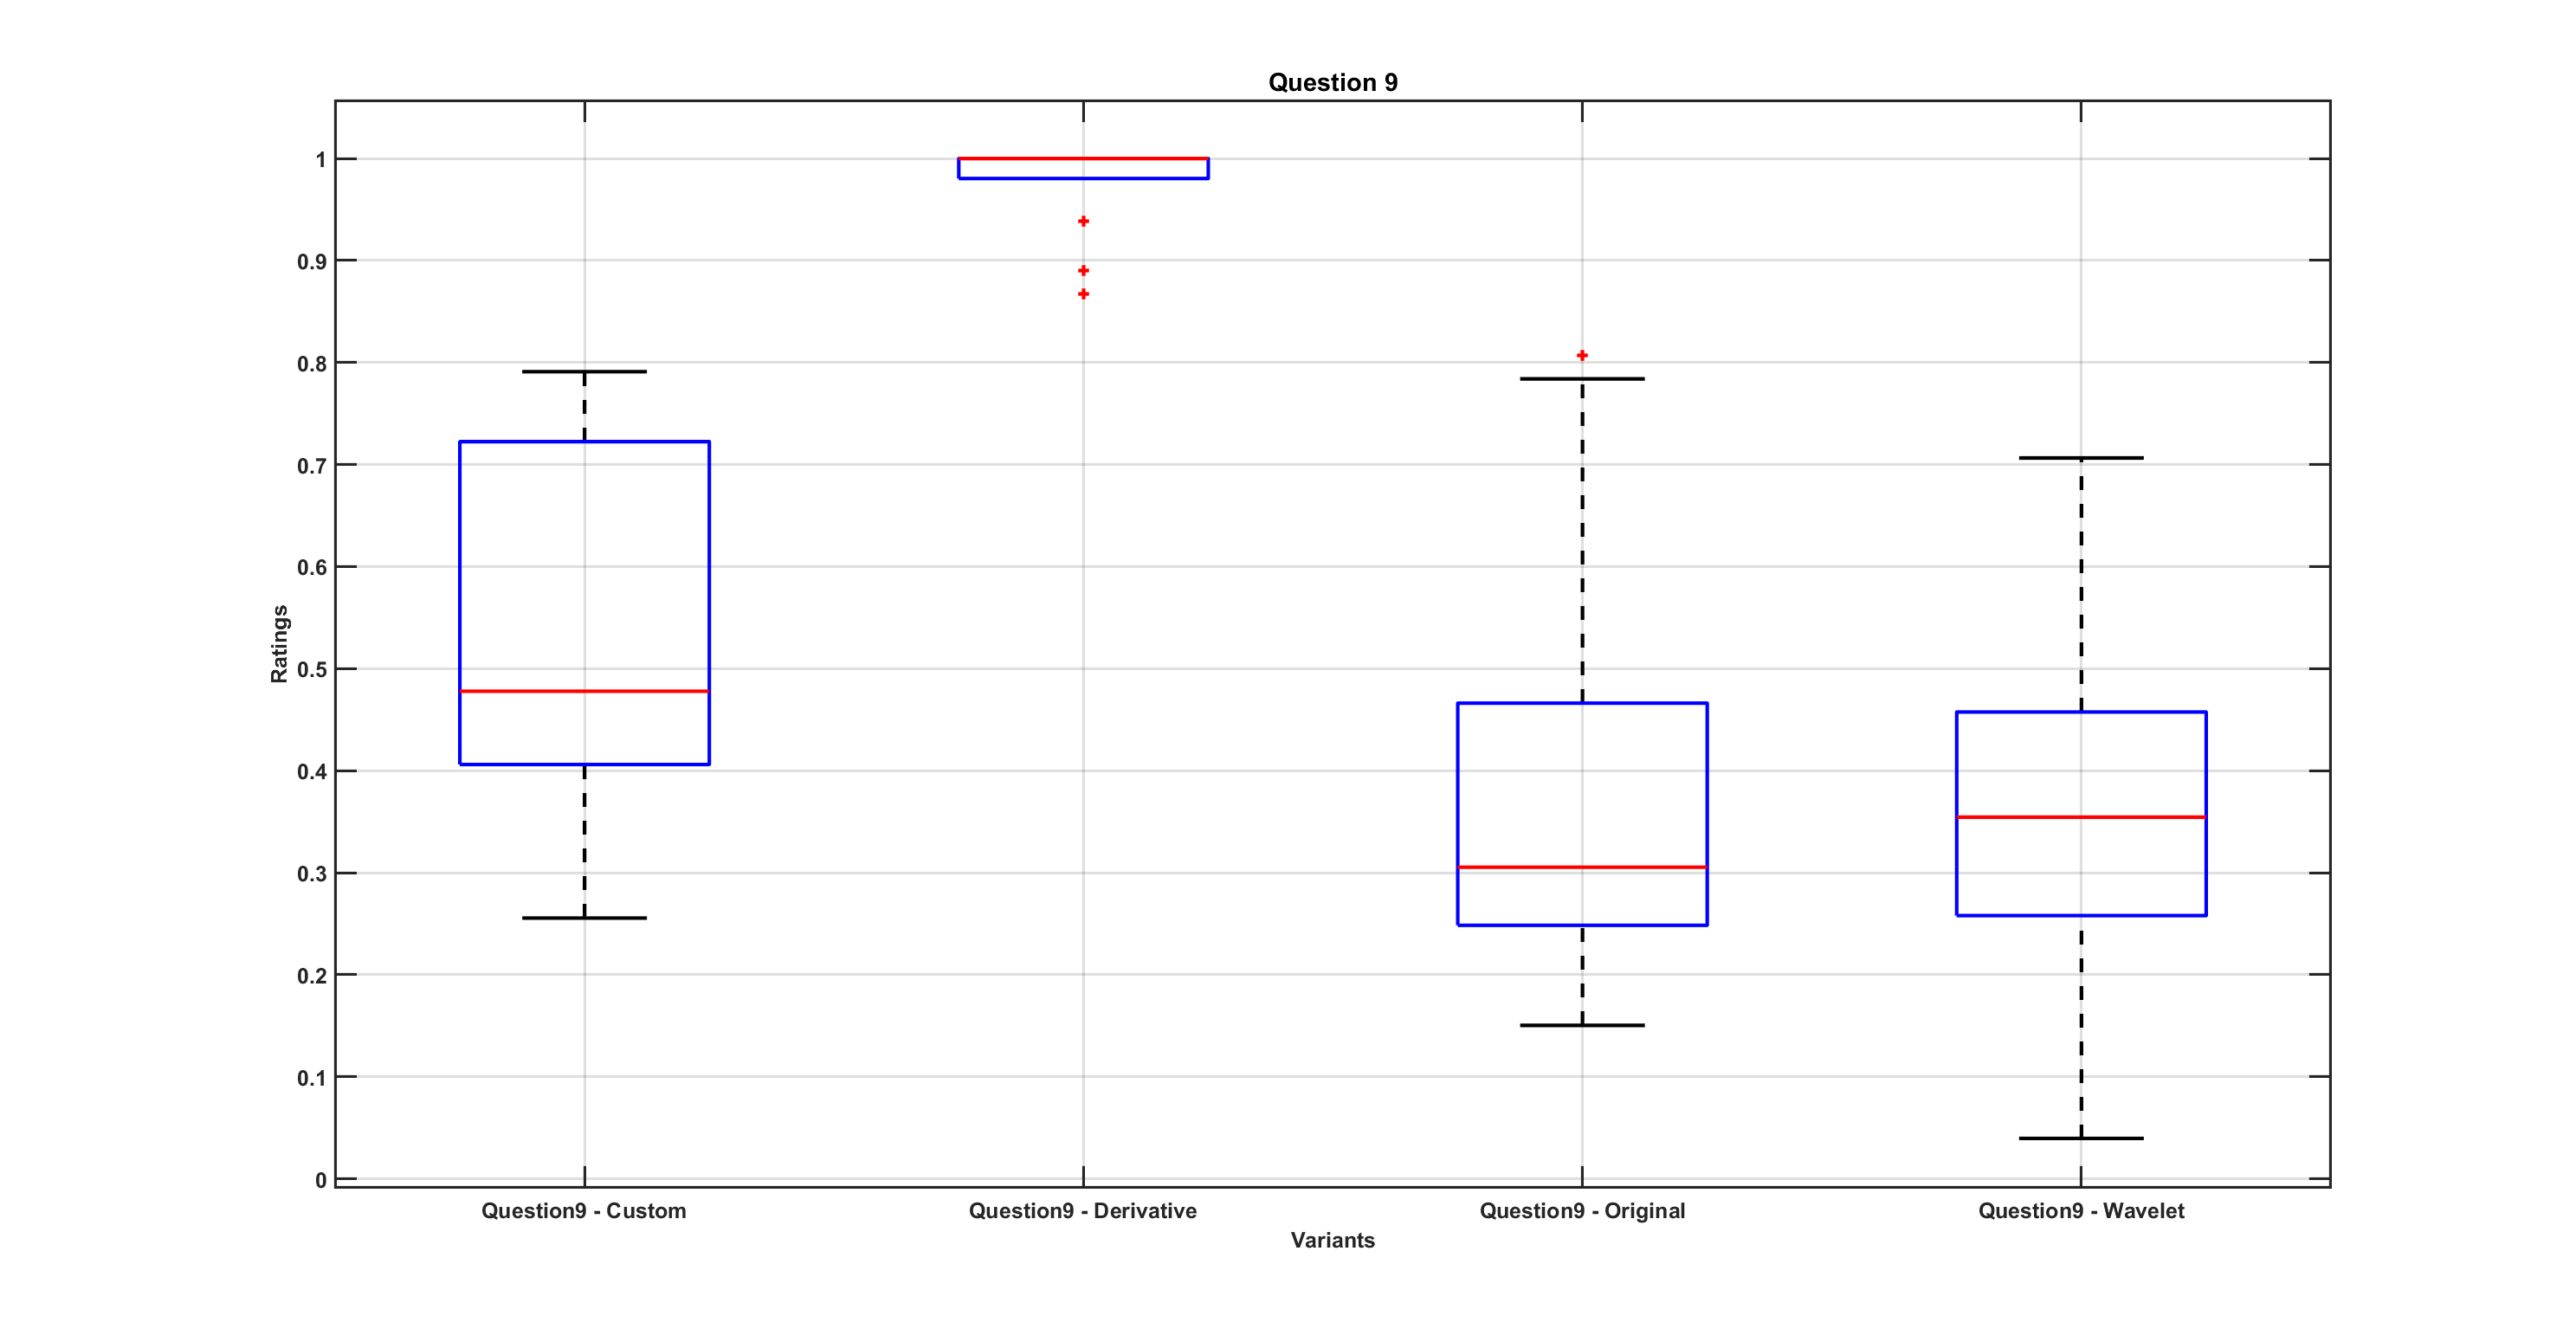 Question 9
1
0.9
0.8
0.7
0.6
0.5
0.4
0.3
0.2
0.1
0
Ratings
Question9 - Custom
Question9 - Derivative
Question9 - Original
Question9 - Wavelet
Variants